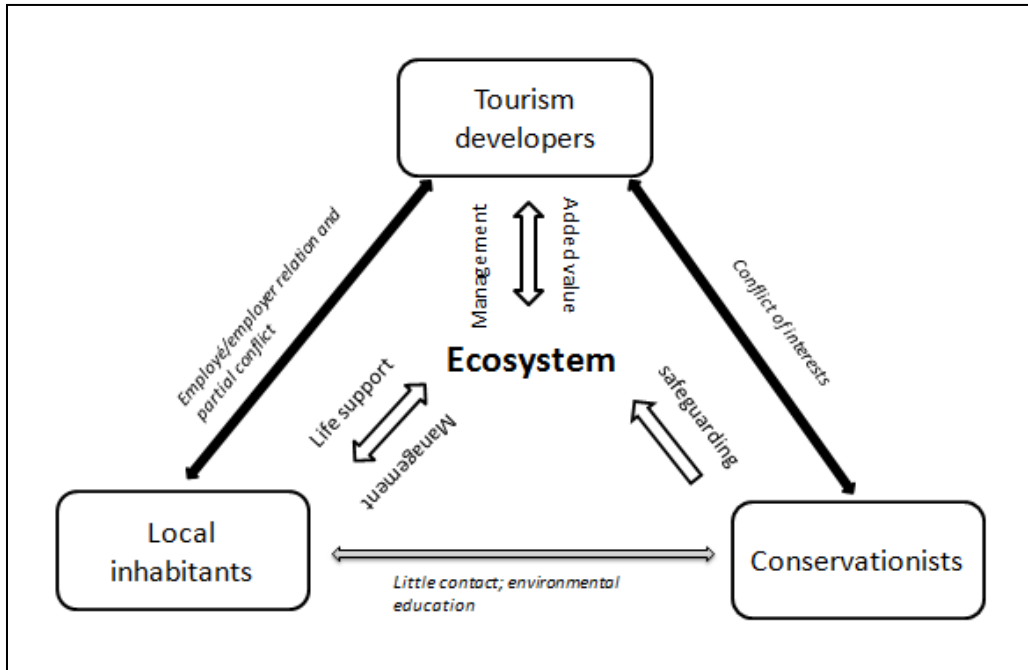 Tourism
developers
Employé/employer relation and
partial conflict
Management
Added value
Conflict of interests
Ecosystem
Life support
Management
safeguarding
Local
inhabitants
Little contact; environmental
education
Conservationists